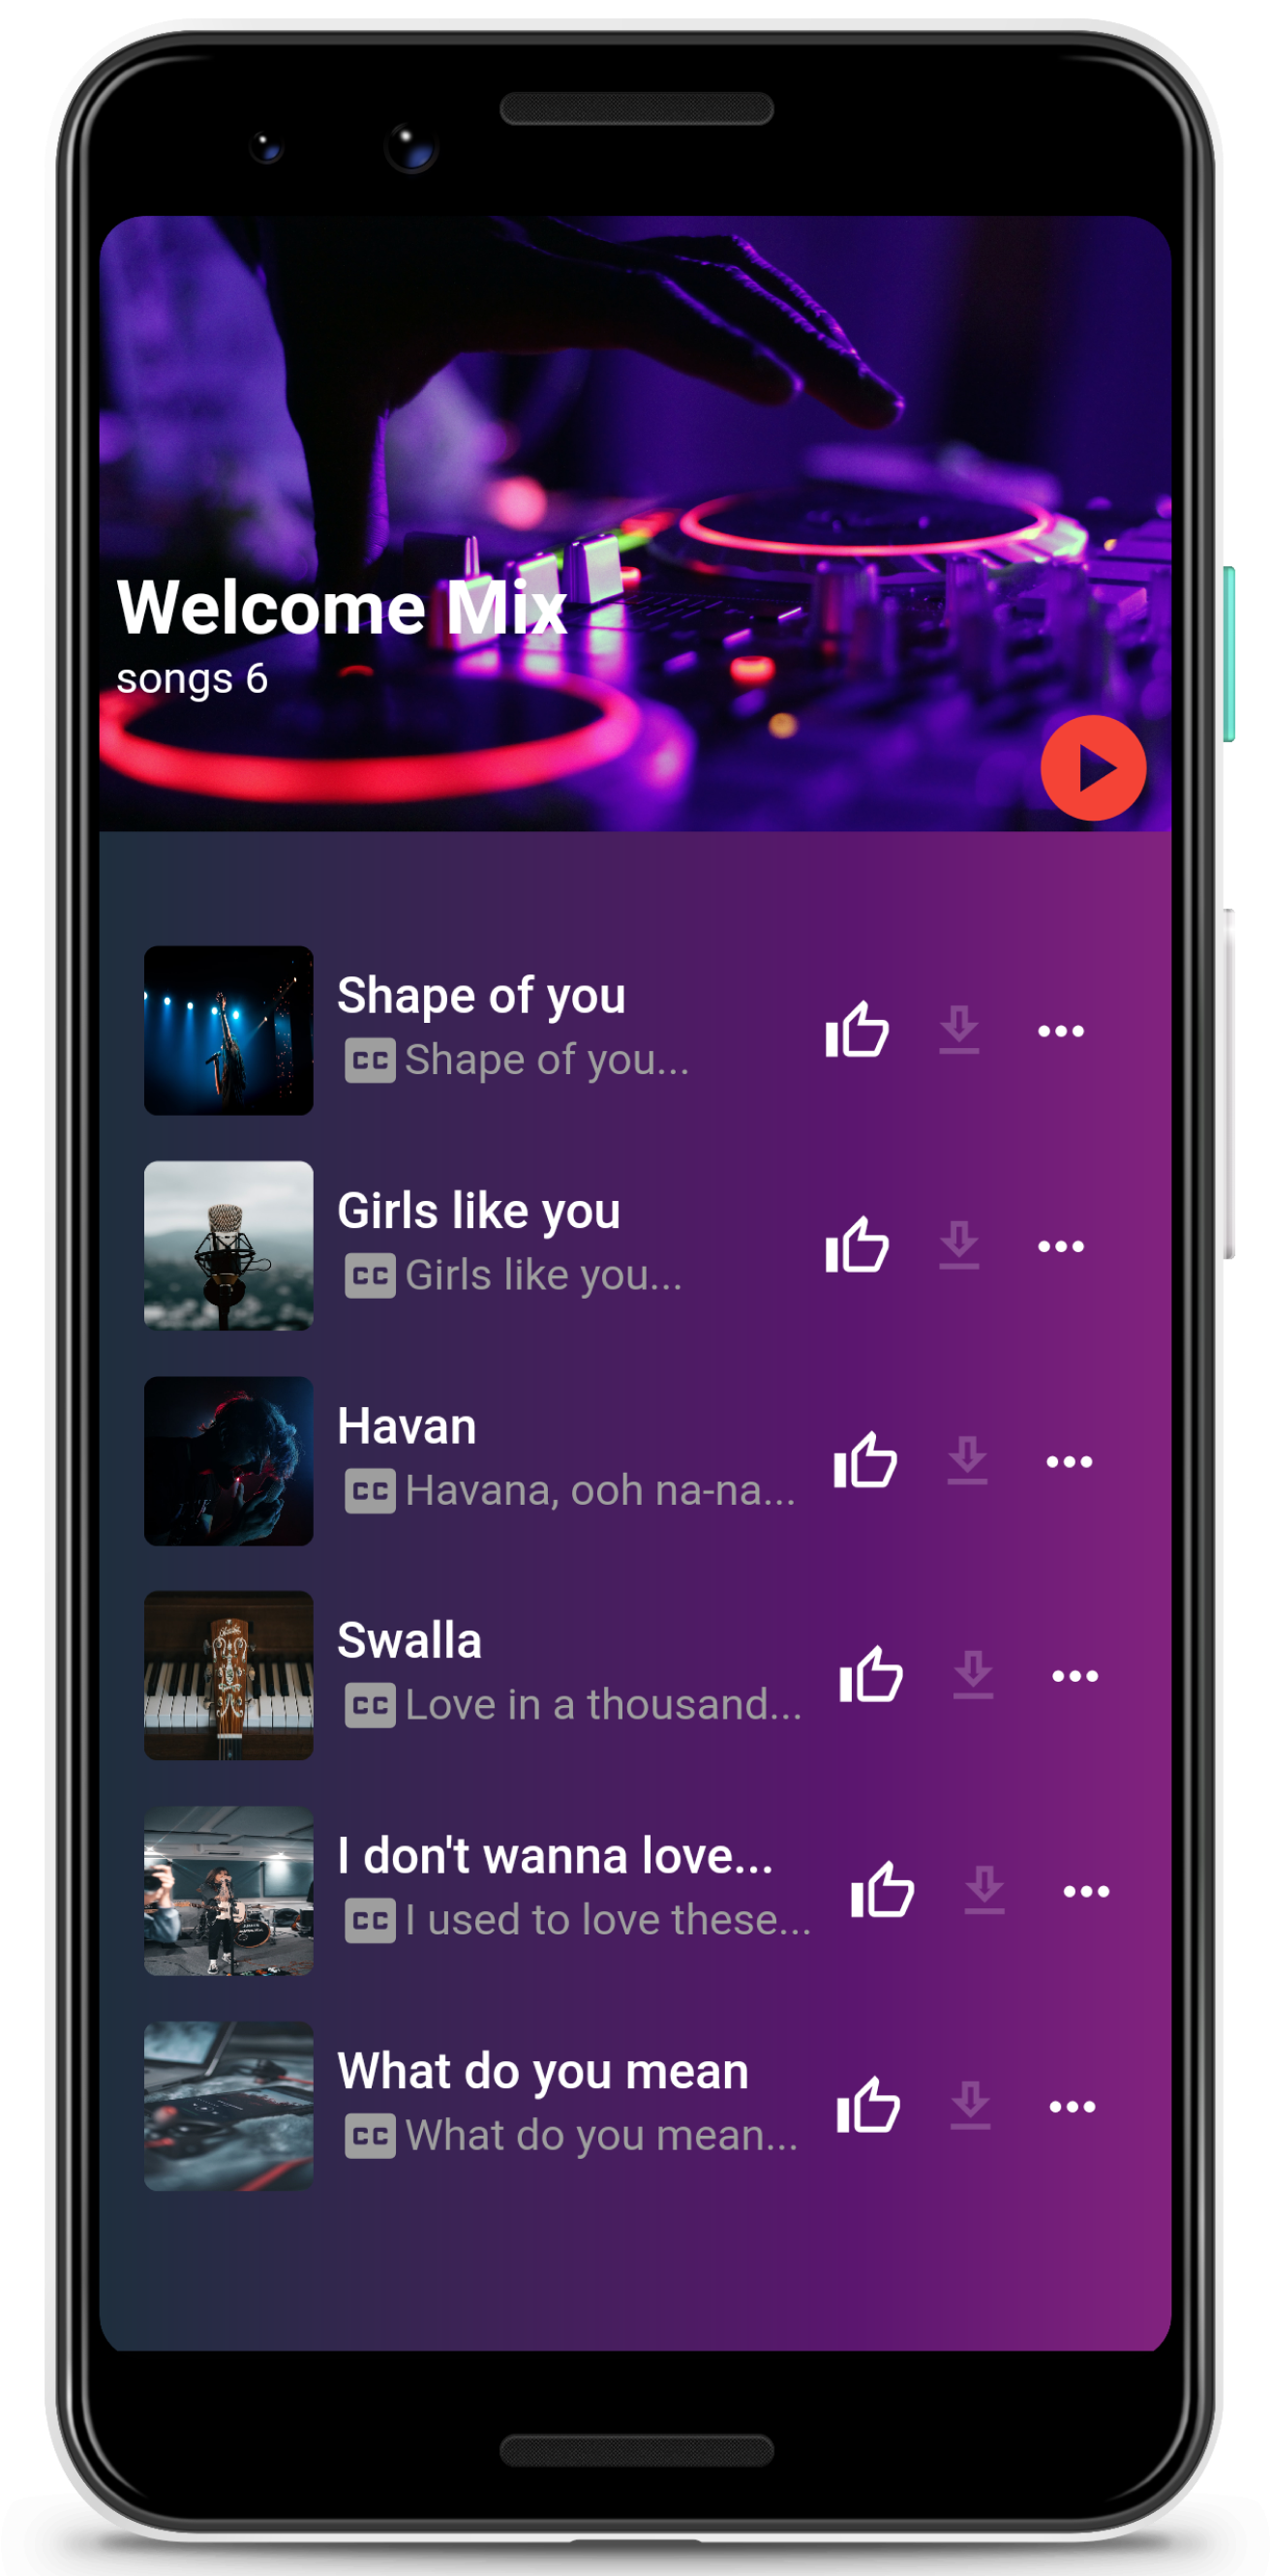 Welcome Mix
songs 6
Shape of you
CC Shape of you...
Girls like you
CC Girls like you...
Havan
CC Havana, ooh na-na...
Swalla
CC Love in a thousand...
I don't wanna love...
CC I used to love these...
What do you mean
CC What do you mean...